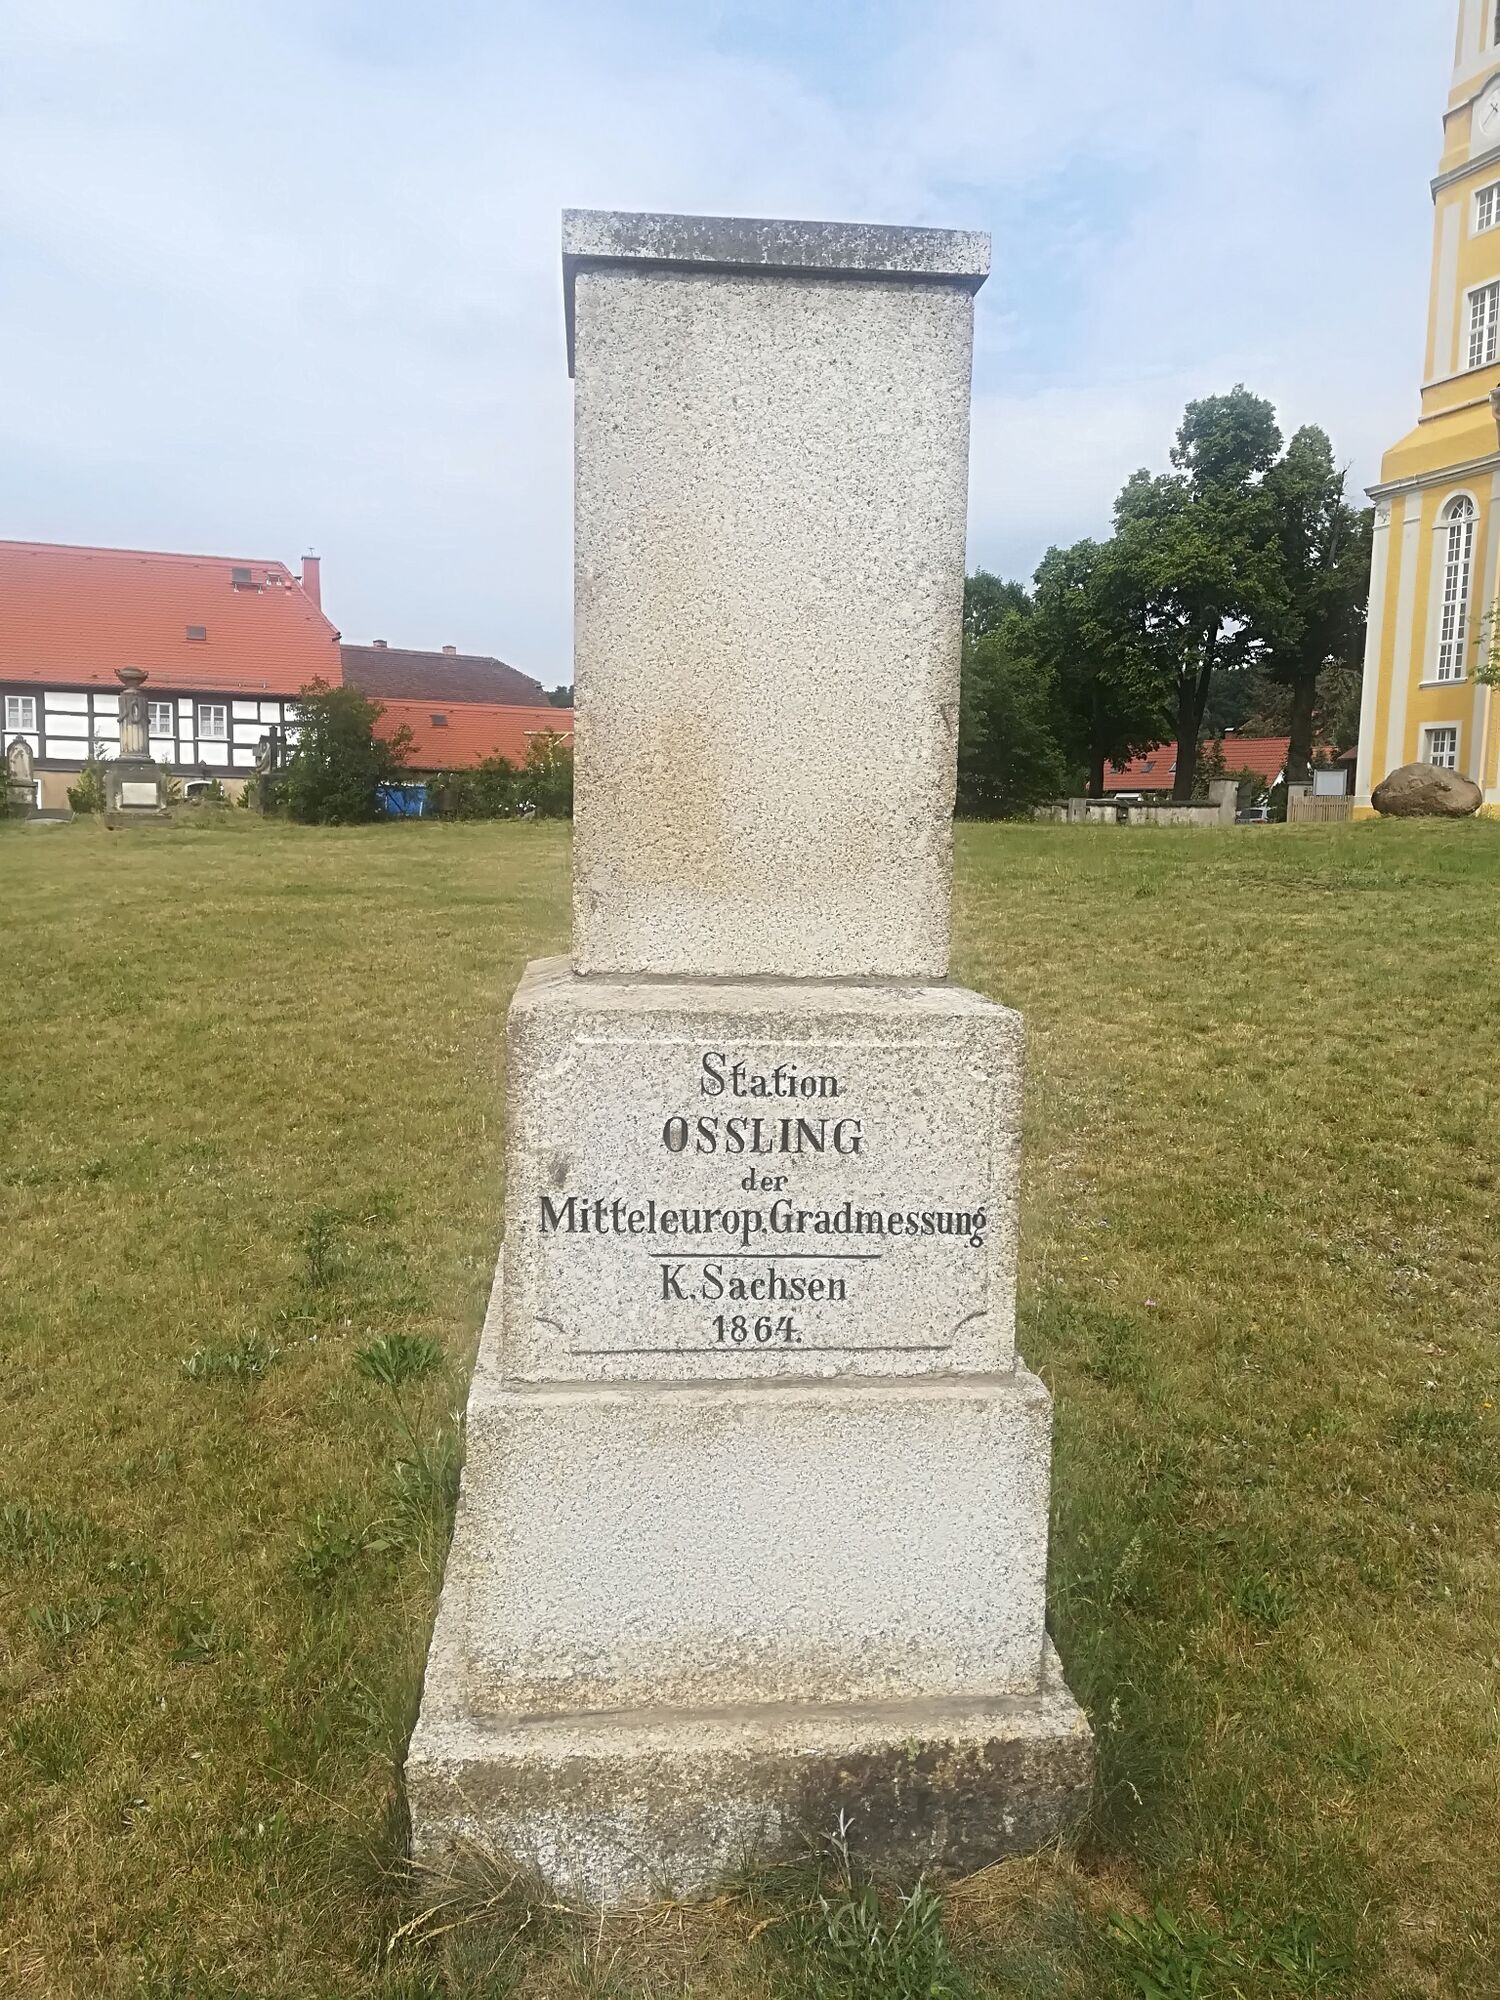 Station
OSSLING
der
Mitteleurop.Gradmessung
K.Sachsen
1864.